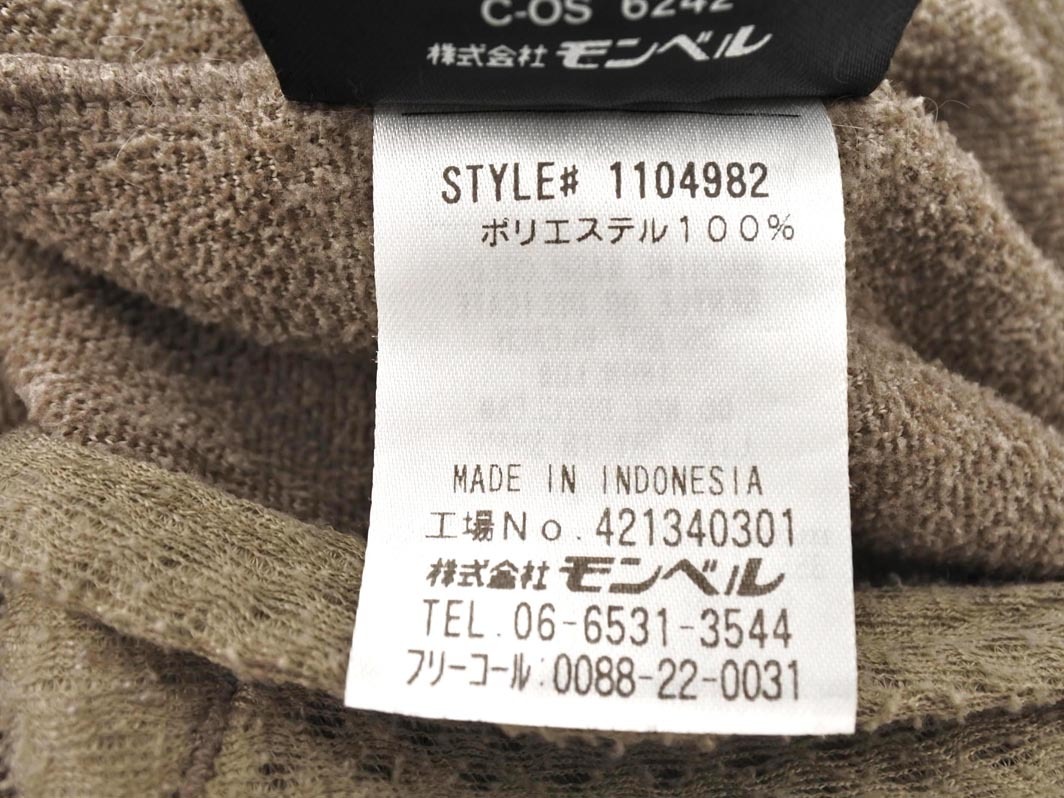 C-OS 6242
株式会社 モンベル
STYLE# 1104982
ポリエステル100%
MADE IN INDONESIA
工場No. 421340301
株式会社 モンベル
TEL. 06-6531-3544
フリーコール:0088-22-0031